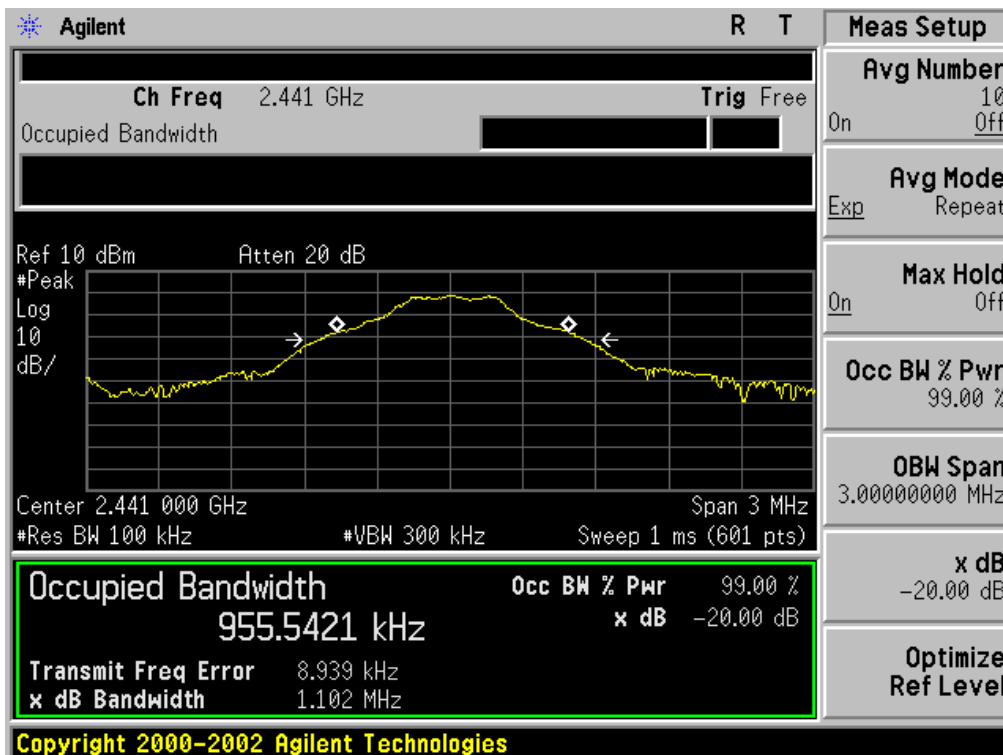 Agilent R T
Ch Freq 2.441 GHz Trig Free
Occupied Bandwidth
Ref 10 dBm Atten 20 dB
#Peak
Log
10
dB/
Center 2.441 000 GHz Span 3 MHz
#Res BW 100 kHz #VBW 300 kHz Sweep 1 ms (601 pts)
Occupied Bandwidth Occ BW % Pwr 99.00 %
955.5421 kHz x dB -20.00 dB
Transmit Freq Error 8.939 kHz
x dB Bandwidth 1.102 MHz
Copyright 2000-2002 Agilent Technologies
Meas Setup
Avg Number
10
On Off
Avg Mode
Exp Repeat
Max Hold
On Off
Occ BW % Pwr
99.00 %
OBW Span
3.00000000 MHz
x dB
-20.00 dB
Optimize
Ref Level